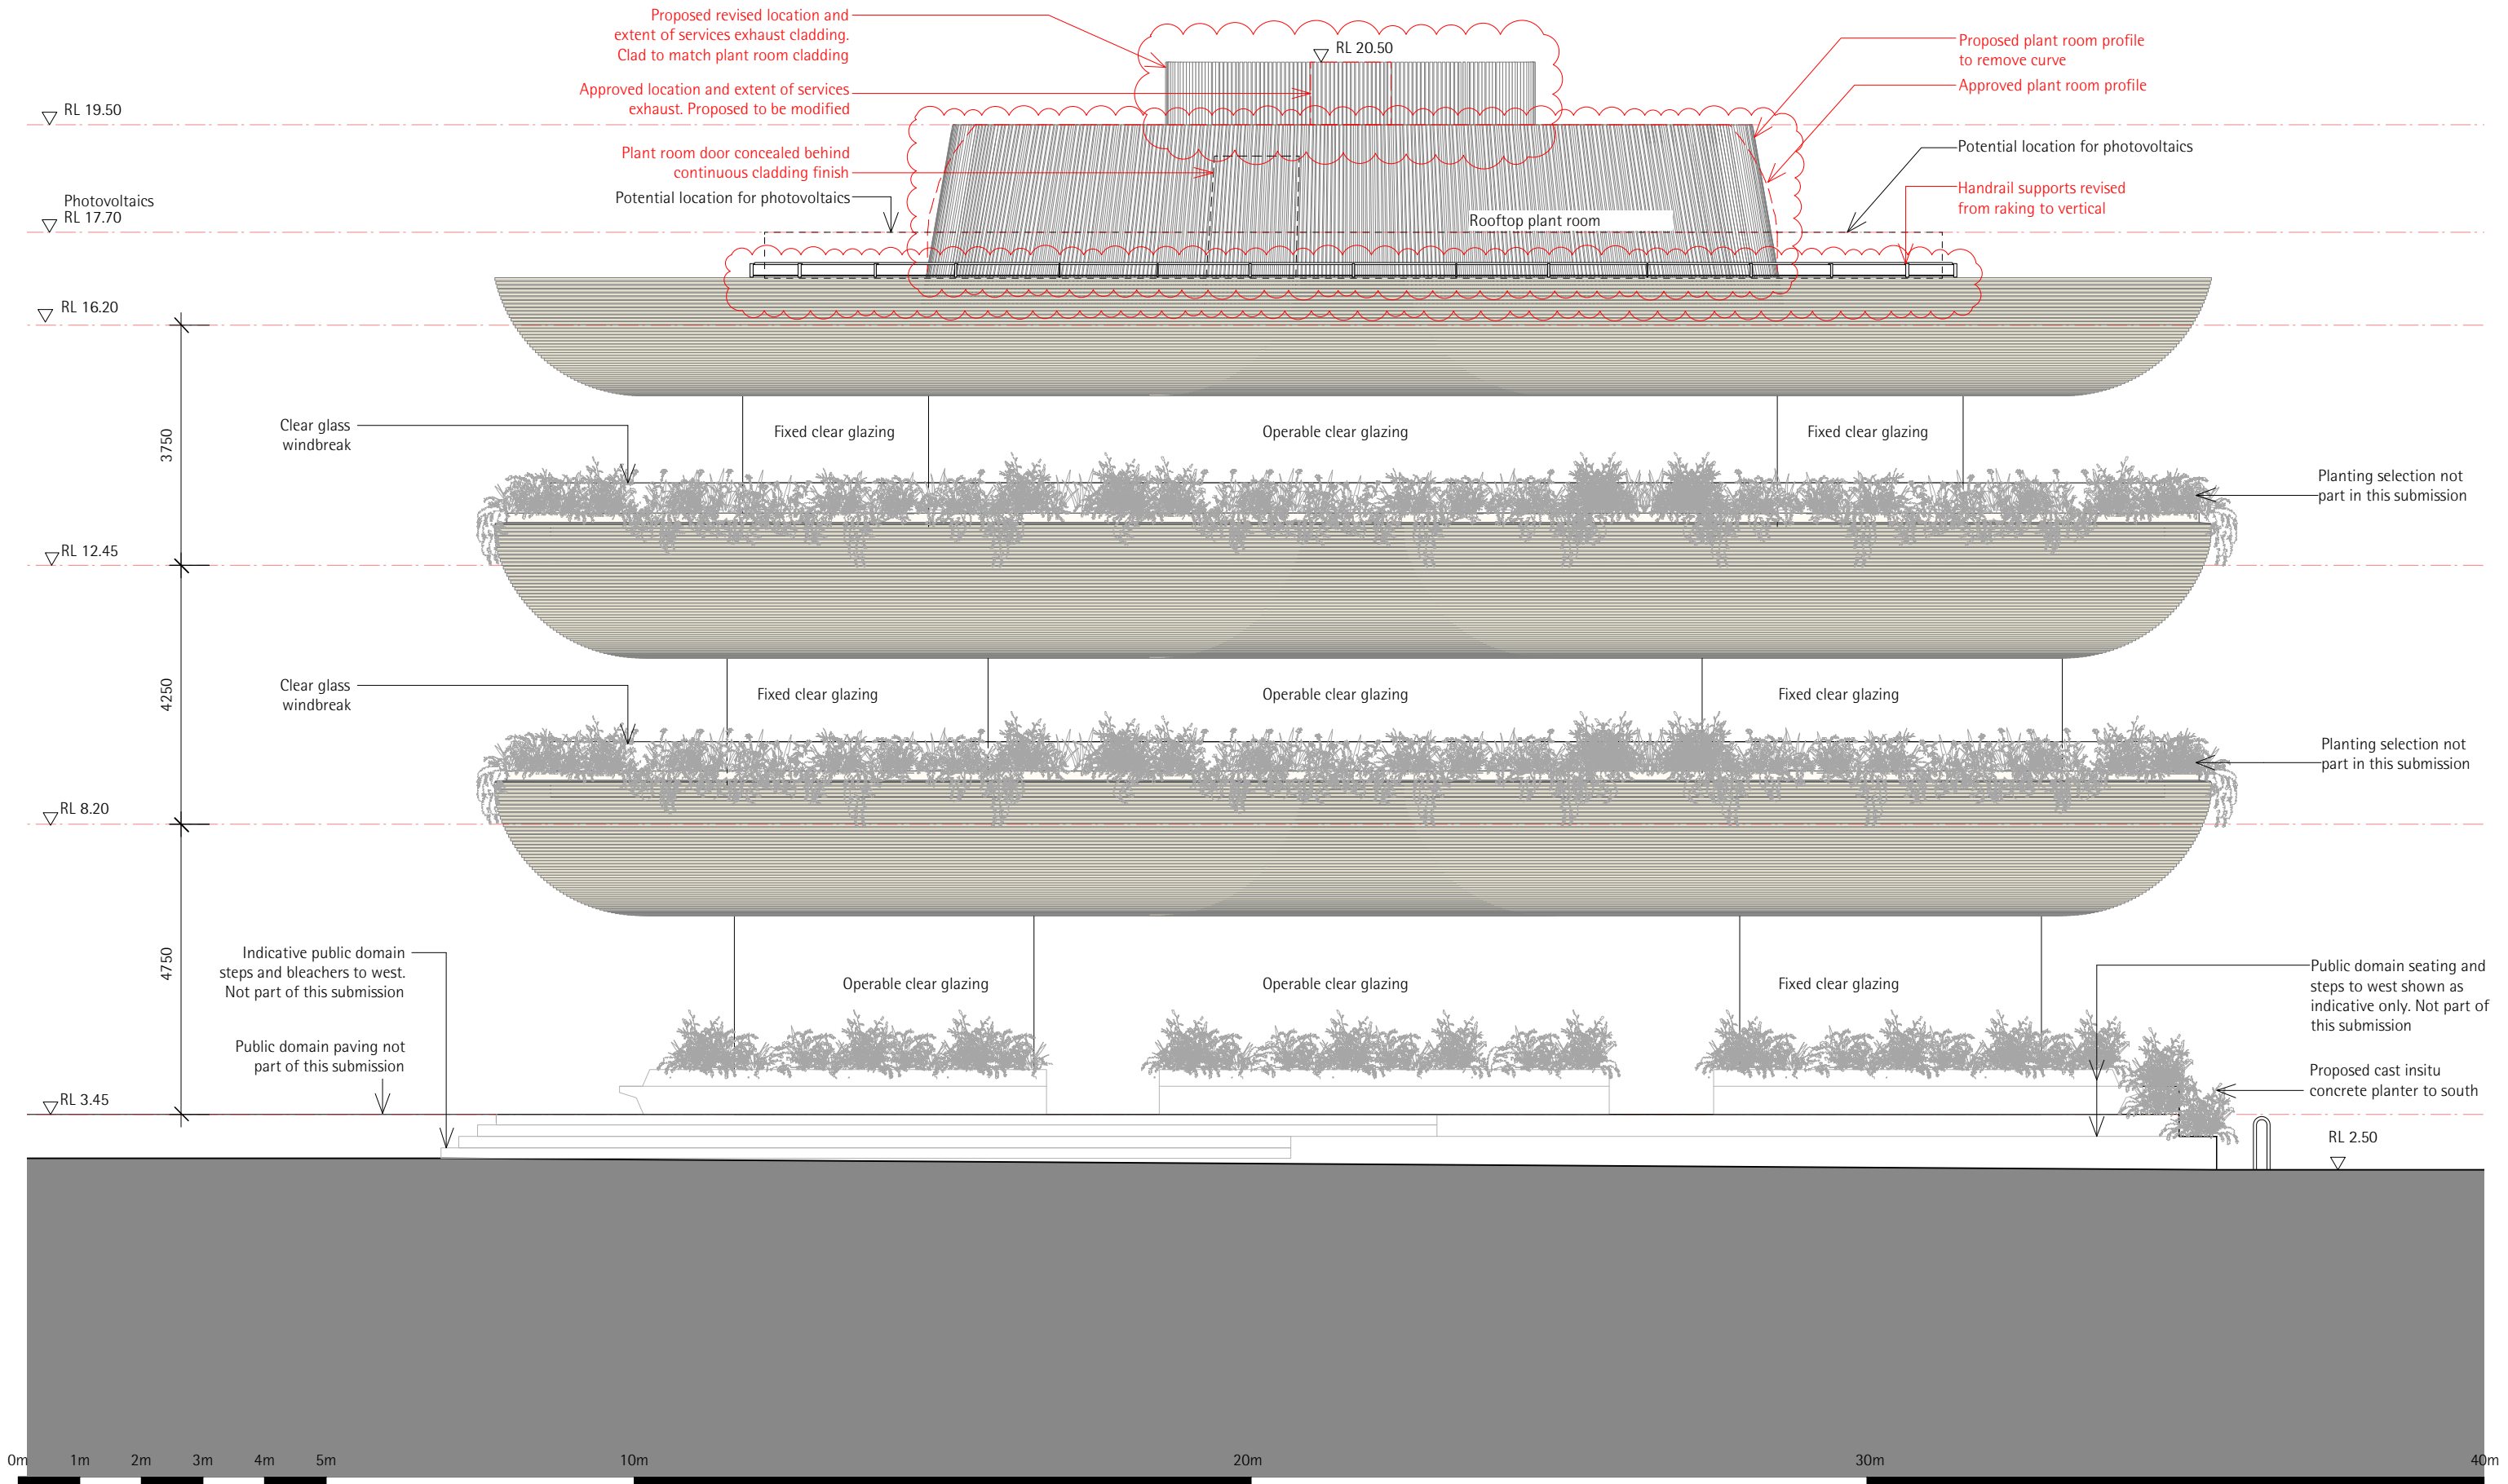 Proposed revised location and
extent of services exhaust cladding.
Clad to match plant room cladding
RL 20.50
Proposed plant room profile
to remove curve
Approved location and extent of services
exhaust. Proposed to be modified
Approved plant room profile
RL 19.50
Plant room door concealed behind
continuous cladding finish
Potential location for photovoltaics
Potential location for photovoltaics
Handrail supports revised
from raking to vertical
Photovoltaics
RL 17.70
Rooftop plant room
RL 16.20
3750
Clear glass
windbreak
Fixed clear glazing
Operable clear glazing
Fixed clear glazing
Planting selection not
part in this submission
RL 12.45
4250
Clear glass
windbreak
Fixed clear glazing
Operable clear glazing
Fixed clear glazing
Planting selection not
part in this submission
RL 8.20
4750
Indicative public domain
steps and bleachers to west.
Not part of this submission
Operable clear glazing
Operable clear glazing
Fixed clear glazing
Public domain seating and
steps to west shown as
indicative only. Not part of
this submission
Public domain paving not
part of this submission
Proposed cast insitu
concrete planter to south
RL 3.45
RL 2.50
0m 1m 2m 3m 4m 5m 10m 20m 30m 40m